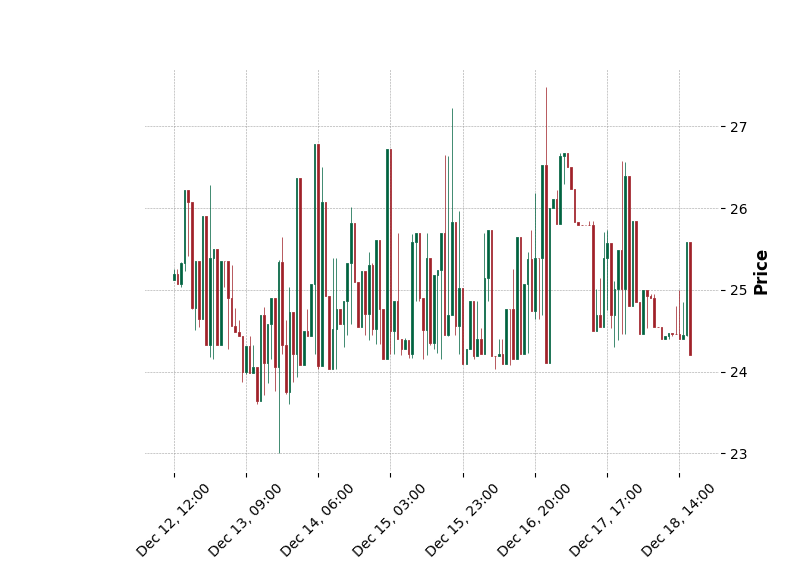 27
26
25
24
23
Price
Dec 12, 12:00
Dec 13, 09:00
Dec 14, 06:00
Dec 15, 03:00
Dec 15, 23:00
Dec 16, 20:00
Dec 17, 17:00
Dec 18, 14:00